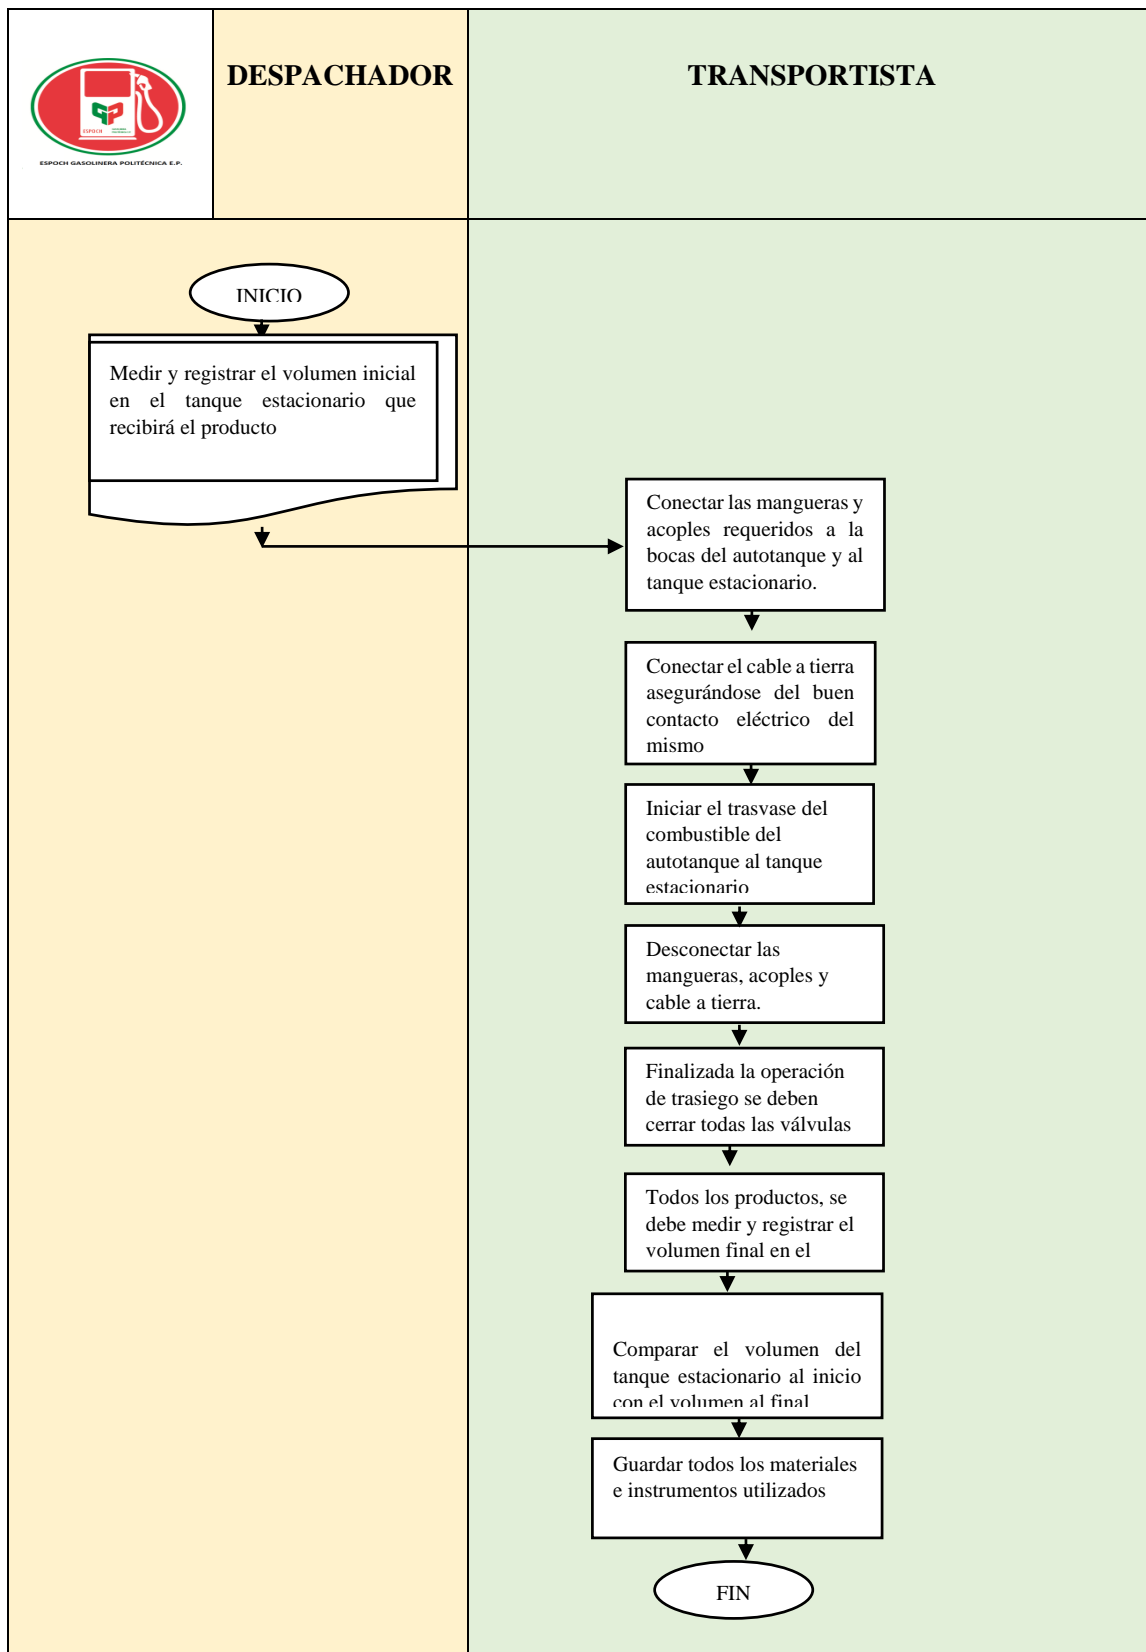 ESPOCH
ESPOCH GASOLINERA POLITÉCNICA E.P.
DESPACHADOR
TRANSPORTISTA
INICIO
Medir y registrar el volumen inicial
en el tanque estacionario que
recibirá el producto
Conectar las mangueras y
acoples requeridos a la
bocas del autotanque y al
tanque estacionario.
Conectar el cable a tierra
asegurándose del buen
contacto eléctrico del
mismo
Iniciar el trasvase del
combustible del
autotanque al tanque
estacionario
Desconectar las
mangueras, acoples y
cable a tierra.
Finalizada la operación
de trasiego se deben
cerrar todas las válvulas
Todos los productos, se
debe medir y registrar el
volumen final en el
Comparar el volumen del
tanque estacionario al inicio
con el volumen al final
Guardar todos los materiales
e instrumentos utilizados
FIN